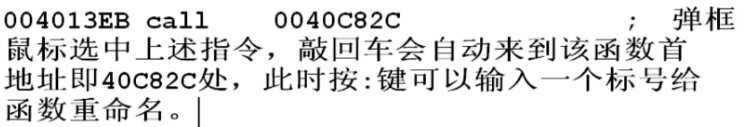 004013EB call 0040C82C ; 弹框
鼠标选中上述指令，敲回车会自动来到该函数首
地址即40C82C处，此时按:键可以输入一个标号给
函数重命名。